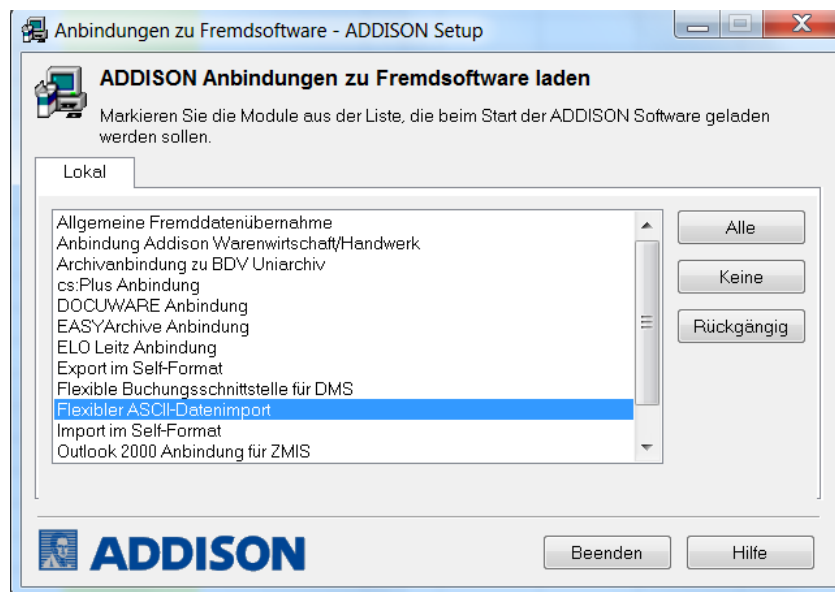 Anbindungen zu Fremdsoftware - ADDISON Setup
ADDISON Anbindungen zu Fremdsoftware laden
Markieren Sie die Module aus der Liste, die beim Start der ADDISON Software geladen
werden sollen.
Lokal
Allgemeine Fremddatenübernahme
Anbindung Addison Warenwirtschaft/Handwerk
Archivanbindung zu BDV Uniarchiv
cs:Plus Anbindung
DOCUWARE Anbindung
EASYArchive Anbindung
ELO Leitz Anbindung
Export im Self-Format
Flexible Buchungsschnittstelle für DMS
Flexibler ASCII-Datenimport
Import im Self-Format
Outlook 2000 Anbindung für ZMIS
Alle
Keine
Rückgängig
ADDISON
Beenden
Hilfe